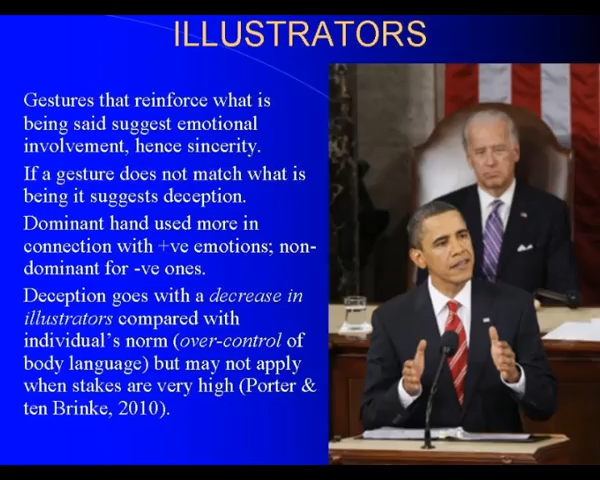 ILLUSTRATORS
Gestures that reinforce what is
being said suggest emotional
involvement, hence sincerity.
If a gesture does not match what is
being it suggests deception.
Dominant hand used more in
connection with +ve emotions; non-
dominant for -ve ones.
Deception goes with a decrease in
illustrators compared with
individual's norm (over-control of
body language) but may not apply
when stakes are very high (Porter &
ten Brinke, 2010).